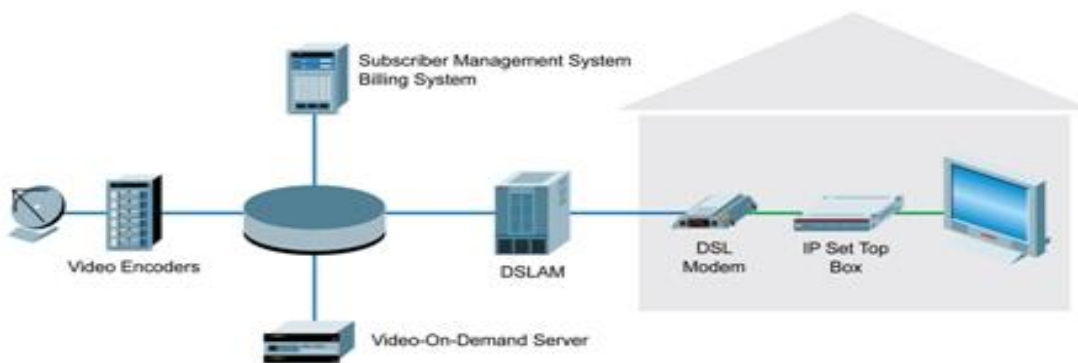 Subscriber Management System
Billing System
Video Encoders
DSLAM
DSL
Modem
IP Set Top
Box
Video-On-Demand Server